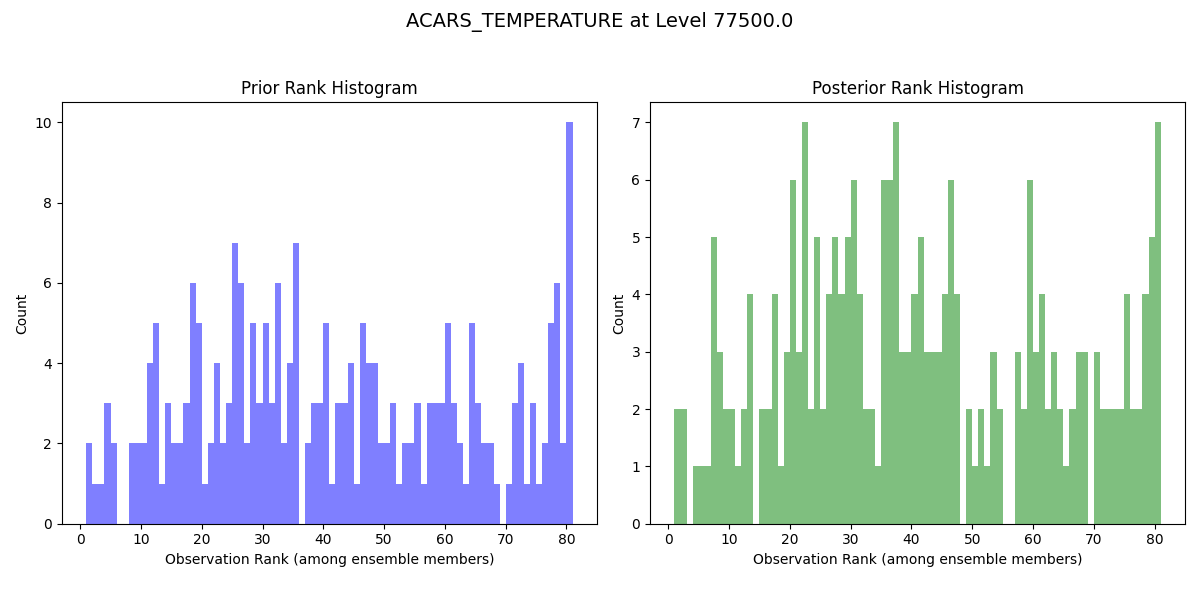 ACARS_TEMPERATURE at Level 77500.0
Prior Rank Histogram
10
8
6
4
2
0
Count
0 10 20 30 40 50 60 70 80
Observation Rank (among ensemble members)
Posterior Rank Histogram
7
6
5
4
3
2
1
0
Count
0 10 20 30 40 50 60 70 80
Observation Rank (among ensemble members)